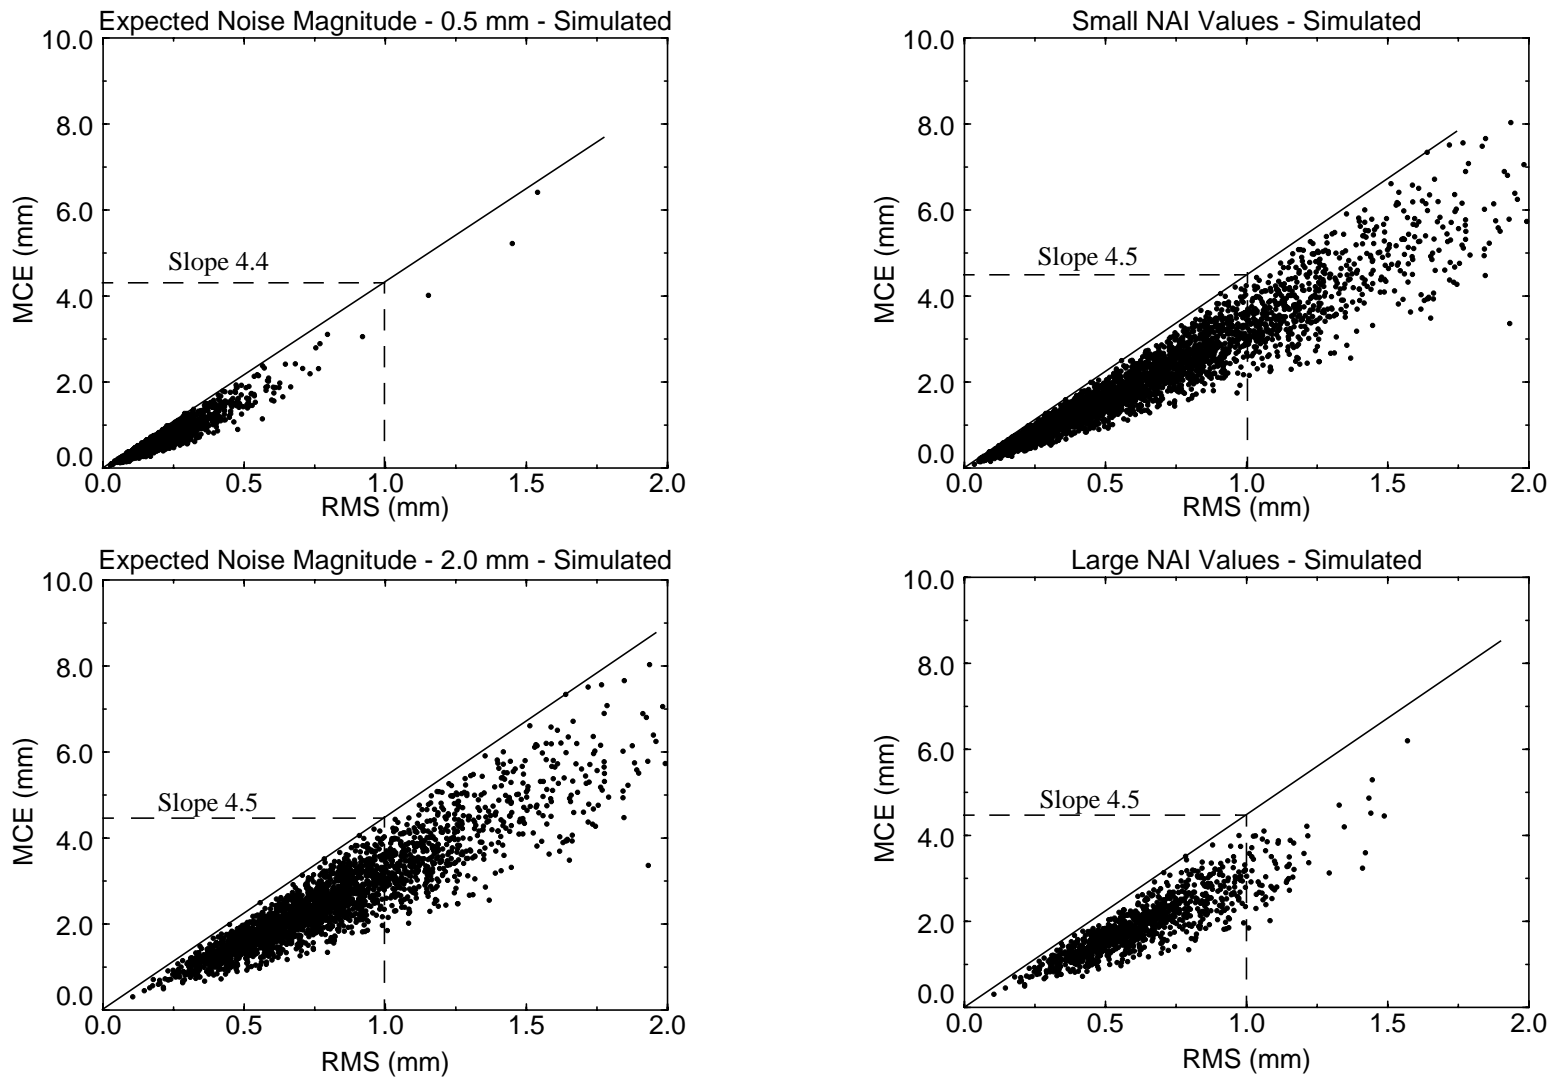 Expected Noise Magnitude - 0.5 mm - Simulated
10.0
8.0
6.0
4.0
2.0
0.0
MCE (mm)
Slope 4.4
0.0 0.5 1.0 1.5 2.0
RMS (mm)
Small NAI Values - Simulated
10.0
8.0
6.0
4.0
2.0
0.0
MCE (mm)
Slope 4.5
0.0 0.5 1.0 1.5 2.0
RMS (mm)
Expected Noise Magnitude - 2.0 mm - Simulated
10.0
8.0
6.0
4.0
2.0
0.0
MCE (mm)
Slope 4.5
0.0 0.5 1.0 1.5 2.0
RMS (mm)
Large NAI Values - Simulated
10.0
8.0
6.0
4.0
2.0
0.0
MCE (mm)
Slope 4.5
0.0 0.5 1.0 1.5 2.0
RMS (mm)